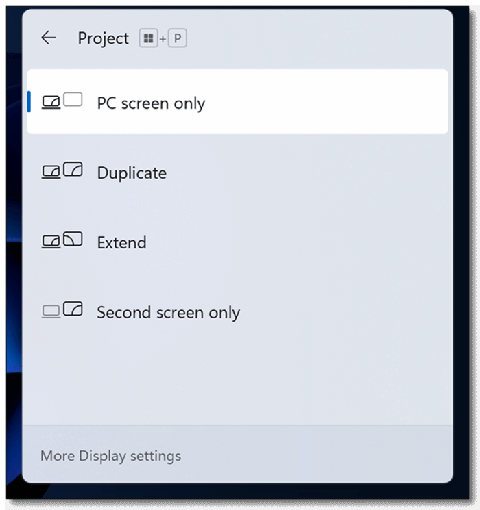 Project + P
PC screen only
Duplicate
Extend
Second screen only
More Display settings